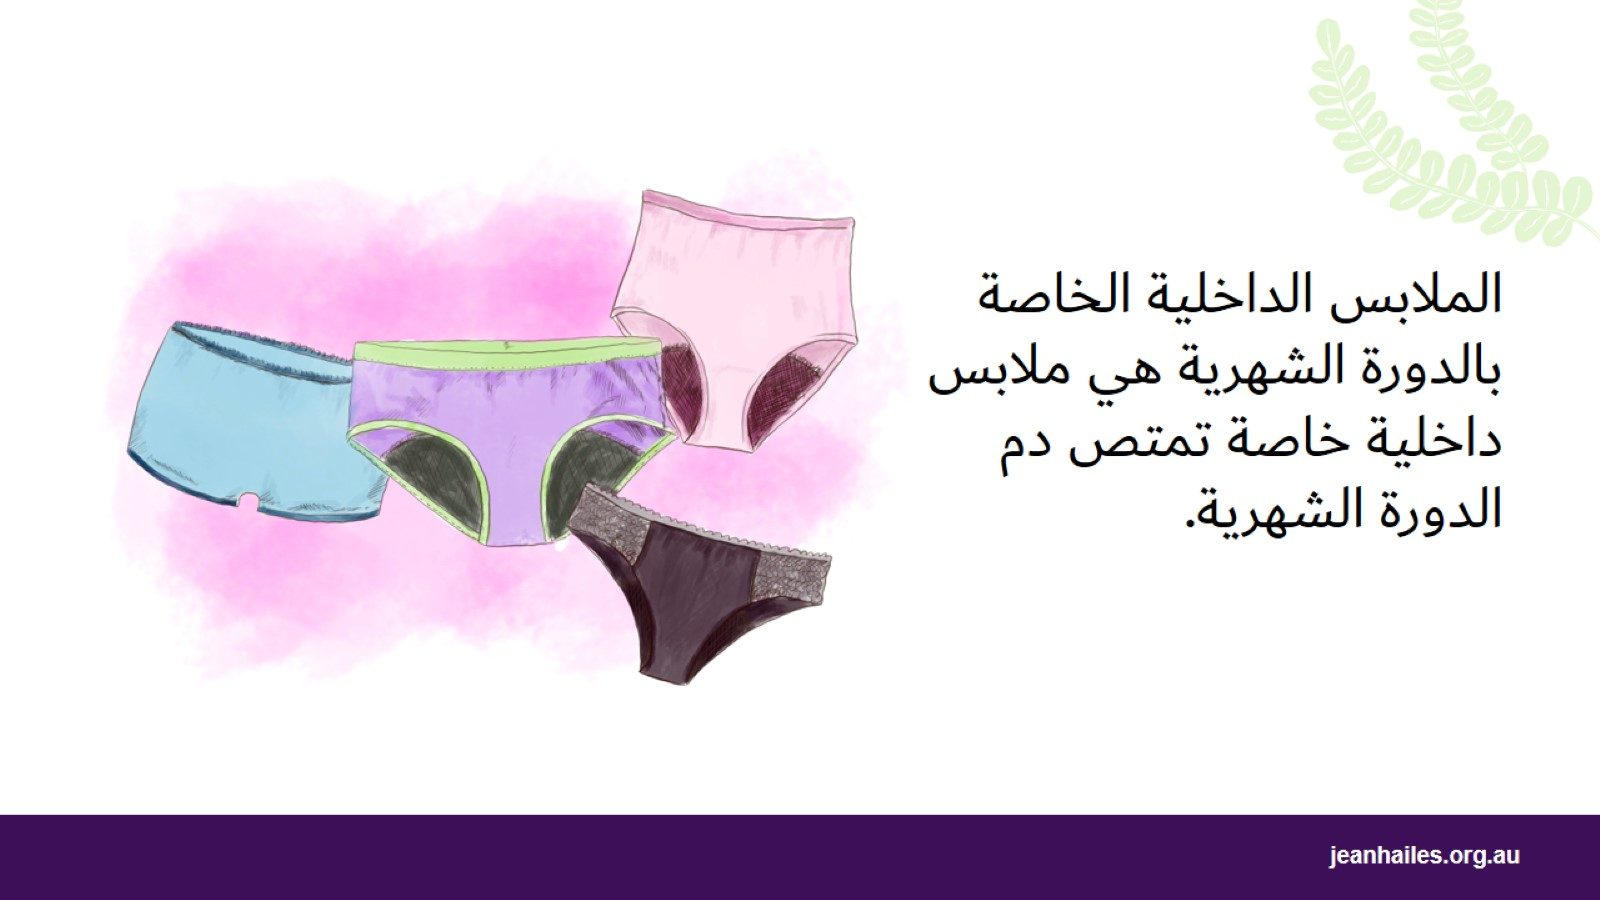 الملابس الداخلية الخاصة
بالدورة الشهرية هي ملابس
داخلية خاصة تمتص دم
الدورة الشهرية.
jeanhailes.org.au